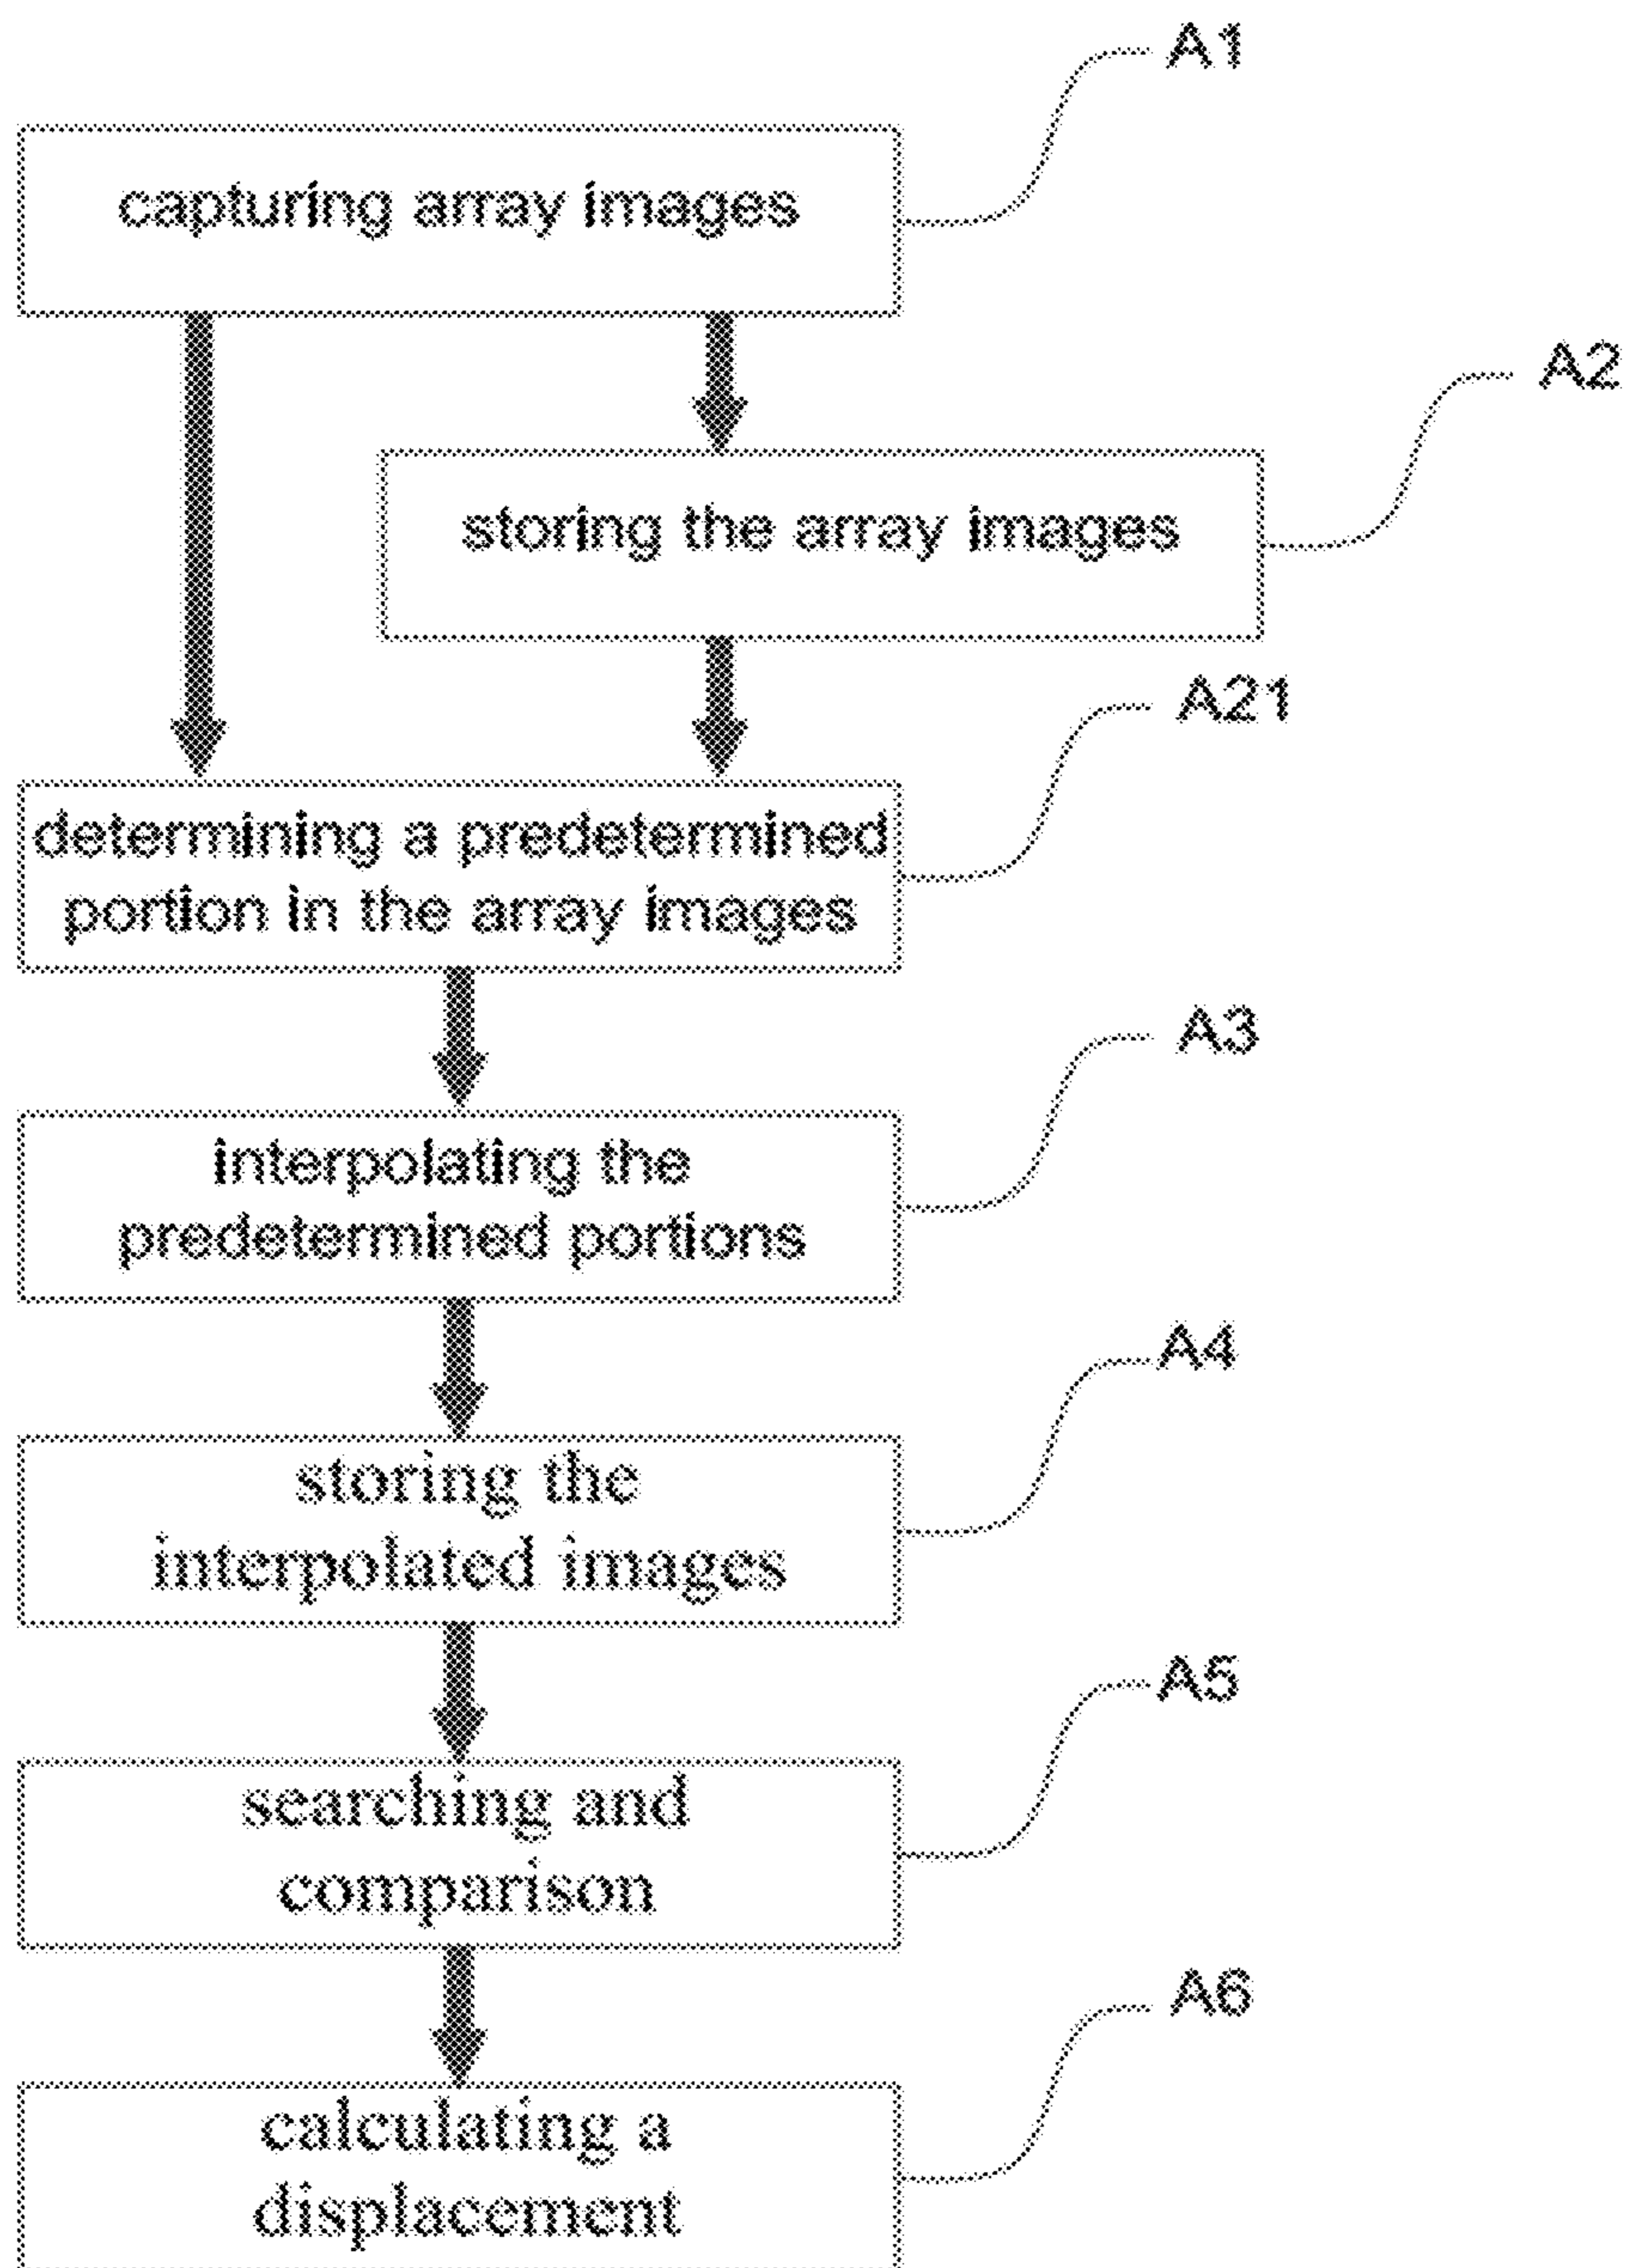 A1
capturing array images
A2
storing the array images
A21
determining a predetermined
portion in the array images
A3
interpolating the
predetermined portions
A4
storing the
interpolated images
A5
searching and
comparison
A6
calculating a
displacement